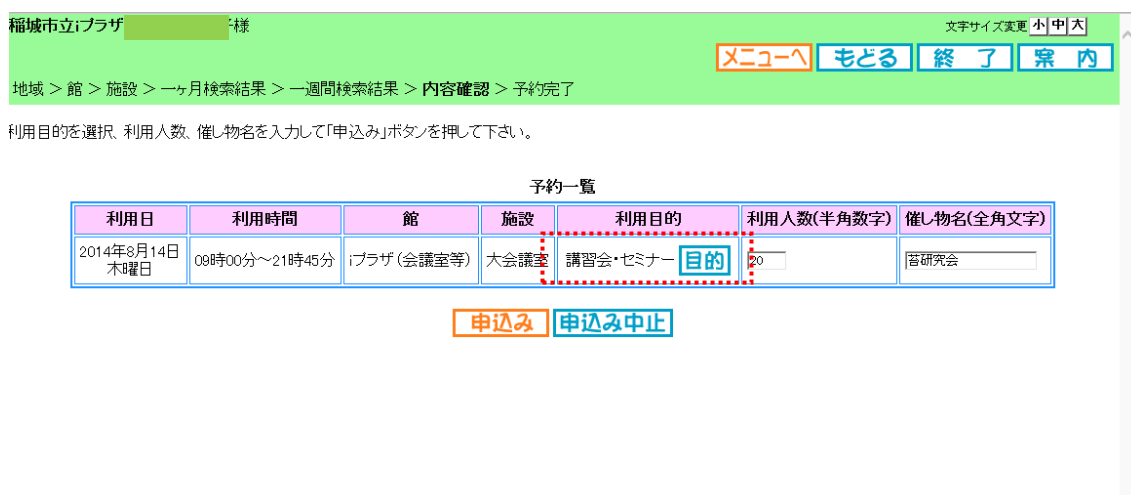 稲城市立iプラザ 様
文字サイズ変更 小 中 大
メニューへ もどる 終 了 案 内
地域 > 館 > 施設 > 一ヶ月検索結果 > 一週間検索結果 > 内容確認 > 予約完了
利用目的を選択、利用人数、催し物名を入力して「申込み」ボタンを押して下さい。
予約一覧
利用日 利用時間 館 施設 利用目的 利用人数(半角数字) 催し物名(全角文字)
2014年8月14日
木曜日
09時00分～21時45分 iプラザ（会議室等） 大会議室 講習会・セミナー 目的 20 苔研究会
申込み 申込み中止